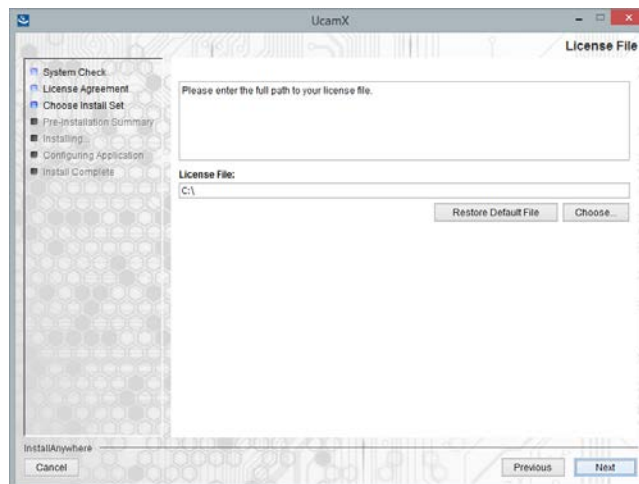 UcamX
License File
System Check
License Agreement
Choose Install Set
Pre-Installation Summary
Installing...
Configuring Application
Install Complete
Please enter the full path to your license file.
License File:
C:\
Restore Default File
Choose...
InstallAnywhere
Cancel
Previous
Next